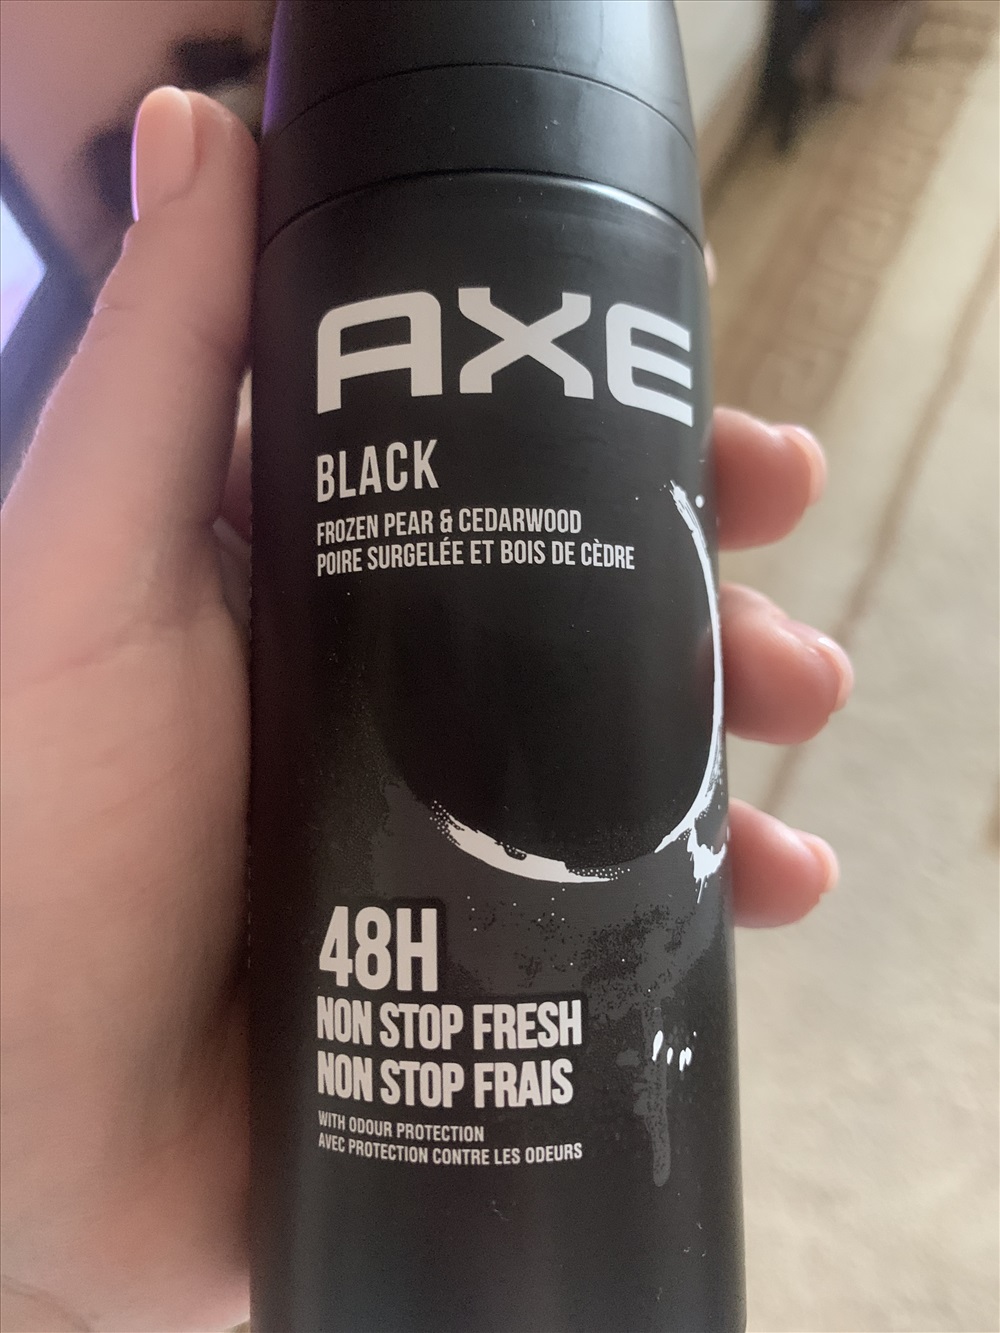 AXE
BLACK
FROZEN PEAR & CEDARWOOD
POIRE SURGELÉE ET BOIS DE CÈDRE
48H
NON STOP FRESH
NON STOP FRAIS
WITH ODOUR PROTECTION
AVEC PROTECTION CONTRE LES ODEURS